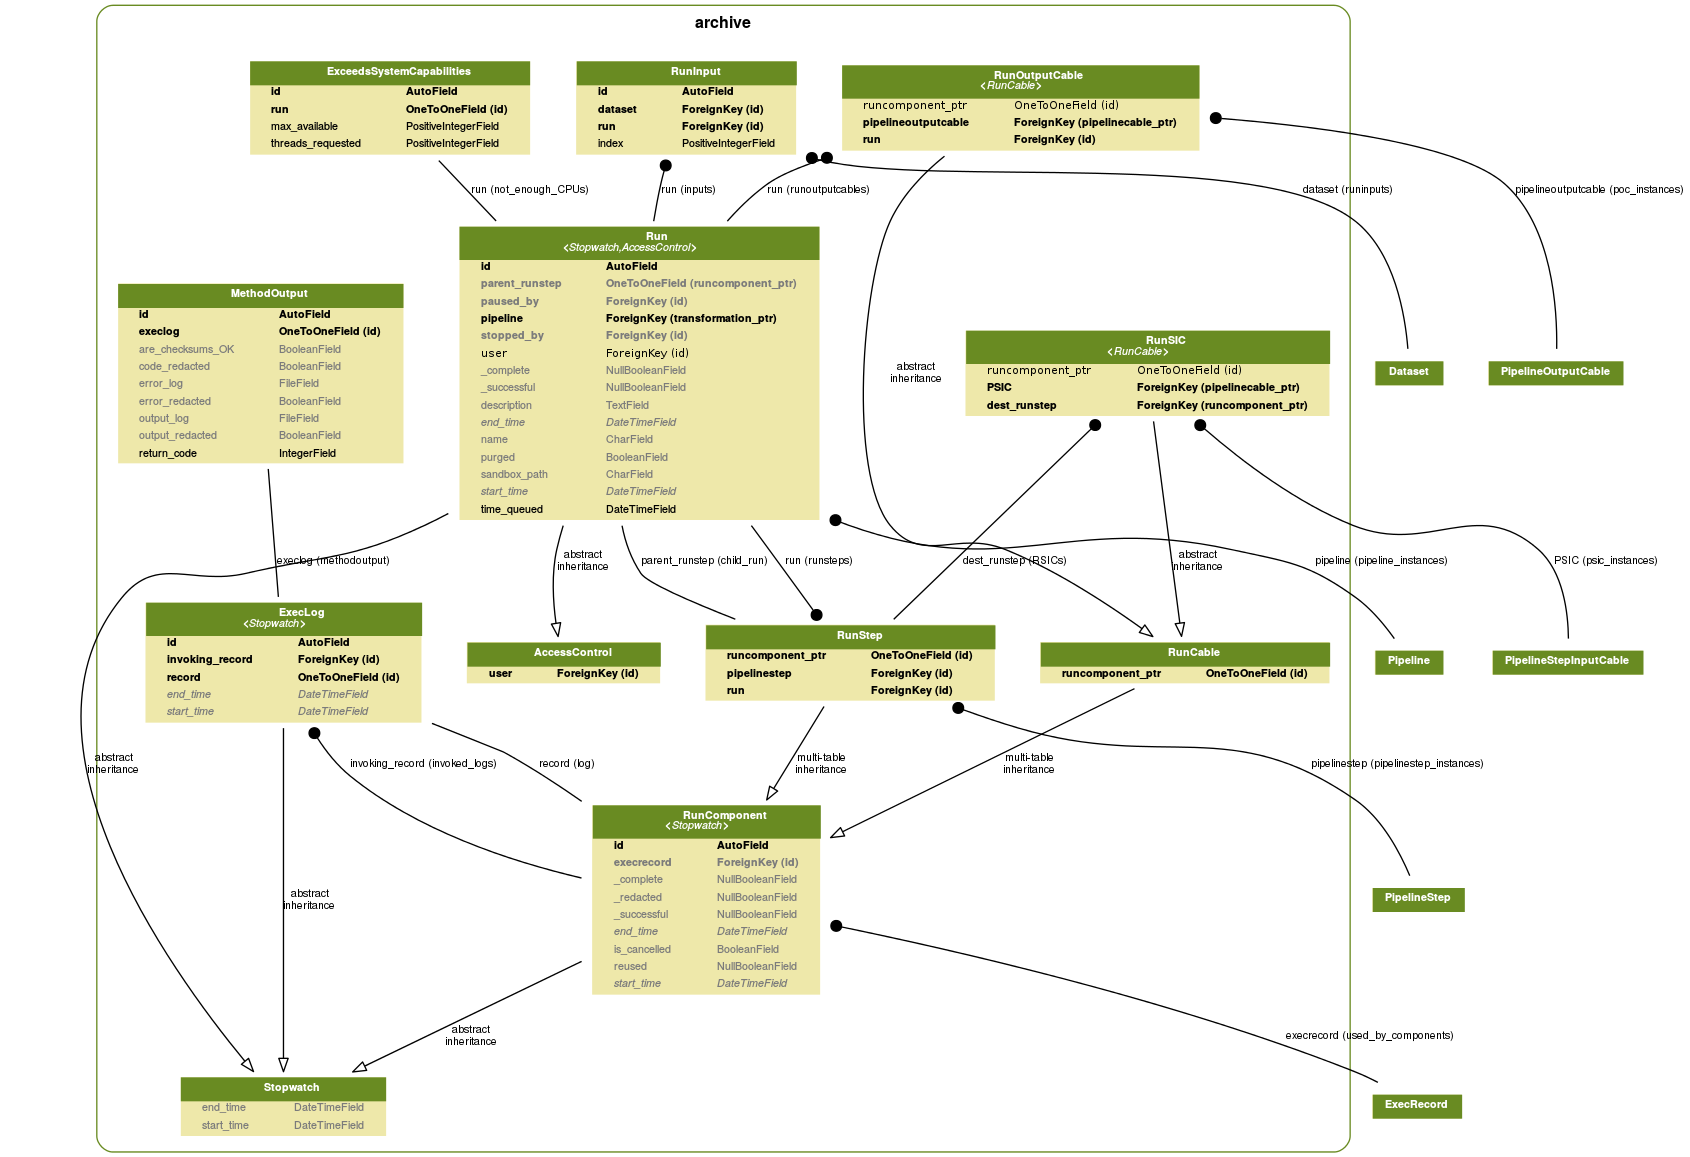 archive
ExceedsSystemCapabilities
id AutoField
run OneToOneField (id)
max_available PositiveIntegerField
threads_requested PositiveIntegerField
RunInput
id AutoField
dataset ForeignKey (id)
run ForeignKey (id)
index PositiveIntegerField
RunOutputCable
<RunCable>
runcomponent_ptr OneToOneField (id)
pipelineoutputcable ForeignKey (pipelinecable_ptr)
run ForeignKey (id)
run (not_enough_CPUs)
run (inputs)
run (runoutputcables)
dataset (runinputs)
pipelineoutputcable (poc_instances)
Run
<Stopwatch,AccessControl>
id AutoField
parent_runstep OneToOneField (runcomponent_ptr)
paused_by ForeignKey (id)
pipeline ForeignKey (transformation_ptr)
stopped_by ForeignKey (id)
user ForeignKey (id)
_complete NullBooleanField
_successful NullBooleanField
description TextField
end_time DateTimeField
name CharField
purged BooleanField
sandbox_path CharField
start_time DateTimeField
time_queued DateTimeField
MethodOutput
id AutoField
execlog OneToOneField (id)
are_checksums_OK BooleanField
code_redacted BooleanField
error_log FileField
error_redacted BooleanField
output_log FileField
output_redacted BooleanField
return_code IntegerField
abstract
inheritance
RunSIC
<RunCable>
runcomponent_ptr OneToOneField (id)
PSIC ForeignKey (pipelinecable_ptr)
dest_runstep ForeignKey (runcomponent_ptr)
Dataset
PipelineOutputCable
execlog (methodoutput)
abstract
inheritance
parent_runstep (child_run)
run (runsteps)
dest_runstep (RSICs)
abstract
inheritance
pipeline (pipeline_instances)
PSIC (psic_instances)
ExecLog
<Stopwatch>
id AutoField
invoking_record ForeignKey (id)
record OneToOneField (id)
end_time DateTimeField
start_time DateTimeField
AccessControl
user ForeignKey (id)
RunStep
runcomponent_ptr OneToOneField (id)
pipelinestep ForeignKey (id)
run ForeignKey (id)
RunCable
runcomponent_ptr OneToOneField (id)
Pipeline
PipelineStepInputCable
abstract
inheritance
invoking_record (invoked_logs)
record (log)
multi-table
inheritance
multi-table
inheritance
pipelinestep (pipelinestep_instances)
RunComponent
<Stopwatch>
id AutoField
execrecord ForeignKey (id)
_complete NullBooleanField
_redacted NullBooleanField
_successful NullBooleanField
end_time DateTimeField
is_cancelled BooleanField
reused NullBooleanField
start_time DateTimeField
abstract
inheritance
PipelineStep
abstract
inheritance
execrecord (used_by_components)
Stopwatch
end_time DateTimeField
start_time DateTimeField
ExecRecord